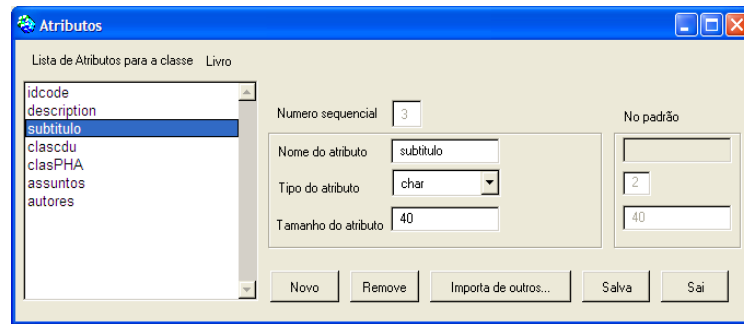 Atributos
Lista de Atributos para a classe Livro
idcode
description
subtitulo
clascdu
clasPHA
assuntos
autores
Numero sequencial 3
No padrão
Nome do atributo subtitulo
Tipo do atributo char 2
Tamanho do atributo 40 40
Novo Remove Importa de outros... Salva Sai